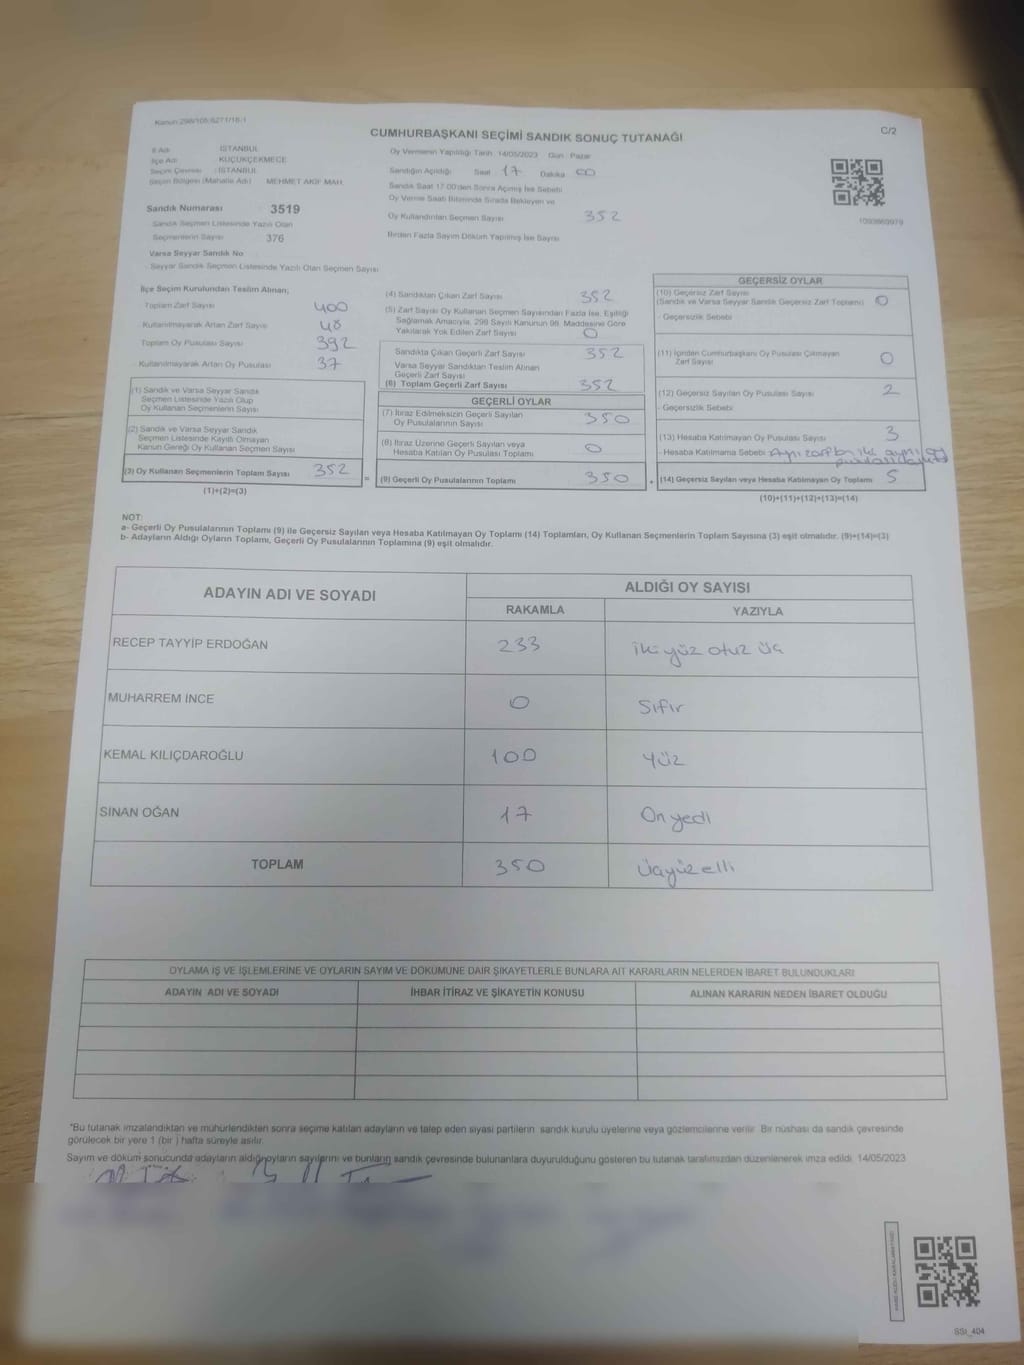 Kanun 298/105;6271/16-1
C/2
CUMHURBAŞKANI SEÇİMİ SANDIK SONUÇ TUTANAĞI
İl Adı : İSTANBUL
İlçe Adı : KÜÇÜKÇEKMECE
Seçim Çevresi : İSTANBUL
Seçim Bölgesi (Mahalle Adı) : MEHMET AKİF MAH.
Sandık Numarası 3519
Sandık Seçmen Listesinde Yazılı Olan
Seçmenlerin Sayısı 376
Varsa Seyyar Sandık No
- Seyyar Sandık Seçmen Listesinde Yazılı Olan Seçmen Sayısı
Oy Vermenin Yapıldığı Tarih: 14/05/2023 Gün : Pazar
Sandığın Açıldığı Saat 17 Dakika 00
Sandık Saat 17.00'den Sonra Açımış İse Sebebi
Oy Verme Saati Bitiminde Sırada Bekleyen ve
Oy Kullandırılan Seçmen Sayısı 352
Birden Fazla Sayım Döküm Yapılmış İse Sayısı
İlçe Seçim Kurulundan Teslim Alınan;
Toplam Zarf Sayısı 400
Kullanılmayarak Artan Zarf Sayısı 48
Toplam Oy Pusulası Sayısı 392
- Kullanılmayarak Artan Oy Pusulası 37
(1) Sandık ve Varsa Seyyar Sandık
Seçmen Listesinde Yazılı Olup
Oy Kullanan Seçmenlerin Sayısı
(2) Sandık ve Varsa Seyyar Sandık
Seçmen Listesinde Kayıtlı Olmayan
Kanun Gereği Oy Kullanan Seçmen Sayısı
(3) Oy Kullanan Seçmenlerin Toplam Sayısı 352
(1)+(2)=(3)
(4) Sandıktan Çıkan Zarf Sayısı 352
(5) Zarf Sayısı Oy Kullanan Seçmen Sayısından Fazla İse, Eşitliği
Sağlamak Amacıyla, 298 Sayılı Kanunun 98. Maddesine Göre
Yakılarak Yok Edilen Zarf Sayısı 0
Sandıkta Çıkan Geçerli Zarf Sayısı 352
Varsa Seyyar Sandıktan Teslim Alınan
Geçerli Zarf Sayısı
(6) Toplam Geçerli Zarf Sayısı 352
GEÇERLİ OYLAR
(7) İtiraz Edilmeksizin Geçerli Sayılan
Oy Pusulalarının Sayısı 350
(8) İtiraz Üzerine Geçerli Sayılan veya
Hesaba Katılan Oy Pusulası Toplamı 0
= (9) Geçerli Oy Pusulalarının Toplamı 350 +
GEÇERSİZ OYLAR
(10) Geçersiz Zarf Sayısı
(Sandık ve Varsa Seyyar Sandık Geçersiz Zarf Toplamı) 0
- Geçersizlik Sebebi
(11) İçinden Cumhurbaşkanı Oy Pusulası Çıkmayan
Zarf Sayısı 0
(12) Geçersiz Sayılan Oy Pusulası Sayısı 2
- Geçersizlik Sebebi
(13) Hesaba Katılmayan Oy Pusulası Sayısı 3
- Hesaba Katılmama Sebebi Aynı zarftan iki aynı oy
(14) Geçersiz Sayılan veya Hesaba Katılmayan Oy Toplamı 5
(10)+(11)+(12)+(13)=(14)
1093869979
NOT:
a- Geçerli Oy Pusulalarının Toplamı (9) ile Geçersiz Sayılan veya Hesaba Katılmayan Oy Toplamı (14) Toplamları, Oy Kullanan Seçmenlerin Toplam Sayısına (3) eşit olmalıdır. (9)+(14)=(3)
b- Adayların Aldığı Oyların Toplamı, Geçerli Oy Pusulalarının Toplamına (9) eşit olmalıdır.
ADAYIN ADI VE SOYADI ALDIĞI OY SAYISI
RAKAMLA YAZIYLA
RECEP TAYYİP ERDOĞAN 233 iki yüz otuz üç
MUHARREM İNCE 0 Sıfır
KEMAL KILIÇDAROĞLU 100 yüz
SİNAN OĞAN 17 On yedi
TOPLAM 350 Üçyüz elli
OYLAMA İŞ VE İŞLEMLERİNE VE OYLARIN SAYIM VE DÖKÜMÜNE DAİR ŞİKAYETLERLE BUNLARA AİT KARARLARIN NELERDEN İBARET BULUNDUKLARI
ADAYIN ADI VE SOYADI İHBAR İTİRAZ VE ŞİKAYETİN KONUSU ALINAN KARARIN NEDEN İBARET OLDUĞU
*Bu tutanak imzalandıktan ve mühürlendikten sonra seçime katılan adayların ve talep eden siyasi partilerin sandık kurulu üyelerine veya gözlemcilerine verilir. Bir nüshası da sandık çevresinde
görülecek bir yere 1 (bir ) hafta süreyle asılır.
Sayım ve döküm sonucunda adayların aldığı oyların sayılarını ve bunların sandık çevresinde bulunanlara duyurulduğunu gösteren bu tutanak tarafımızdan düzenlenerek imza edildi. 14/05/2023
SSt_404